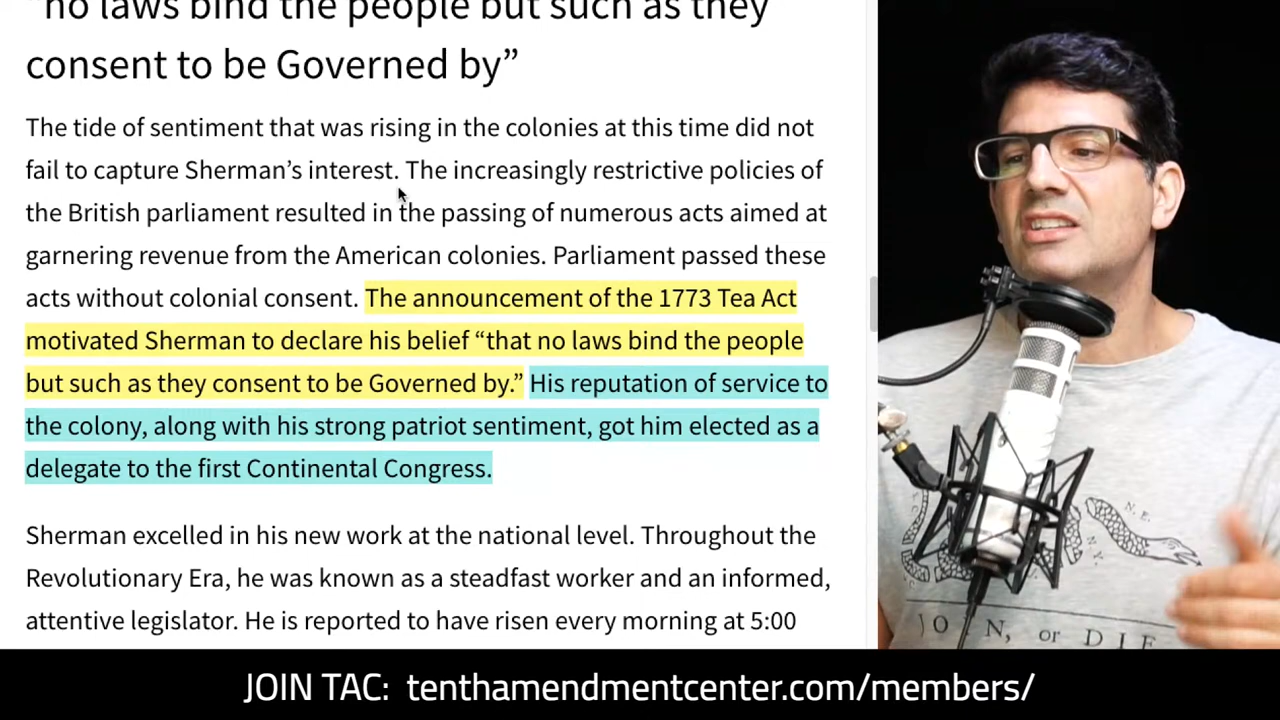 “no laws bind the people but such as they
consent to be Governed by”
The tide of sentiment that was rising in the colonies at this time did not
fail to capture Sherman’s interest. The increasingly restrictive policies of
the British parliament resulted in the passing of numerous acts aimed at
garnering revenue from the American colonies. Parliament passed these
acts without colonial consent. The announcement of the 1773 Tea Act
motivated Sherman to declare his belief “that no laws bind the people
but such as they consent to be Governed by.” His reputation of service to
the colony, along with his strong patriot sentiment, got him elected as a
delegate to the first Continental Congress.
Sherman excelled in his new work at the national level. Throughout the
Revolutionary Era, he was known as a steadfast worker and an informed,
attentive legislator. He is reported to have risen every morning at 5:00
N.E.
N.Y.
JOIN, or DIE
JOIN TAC: tenthamendmentcenter.com/members/